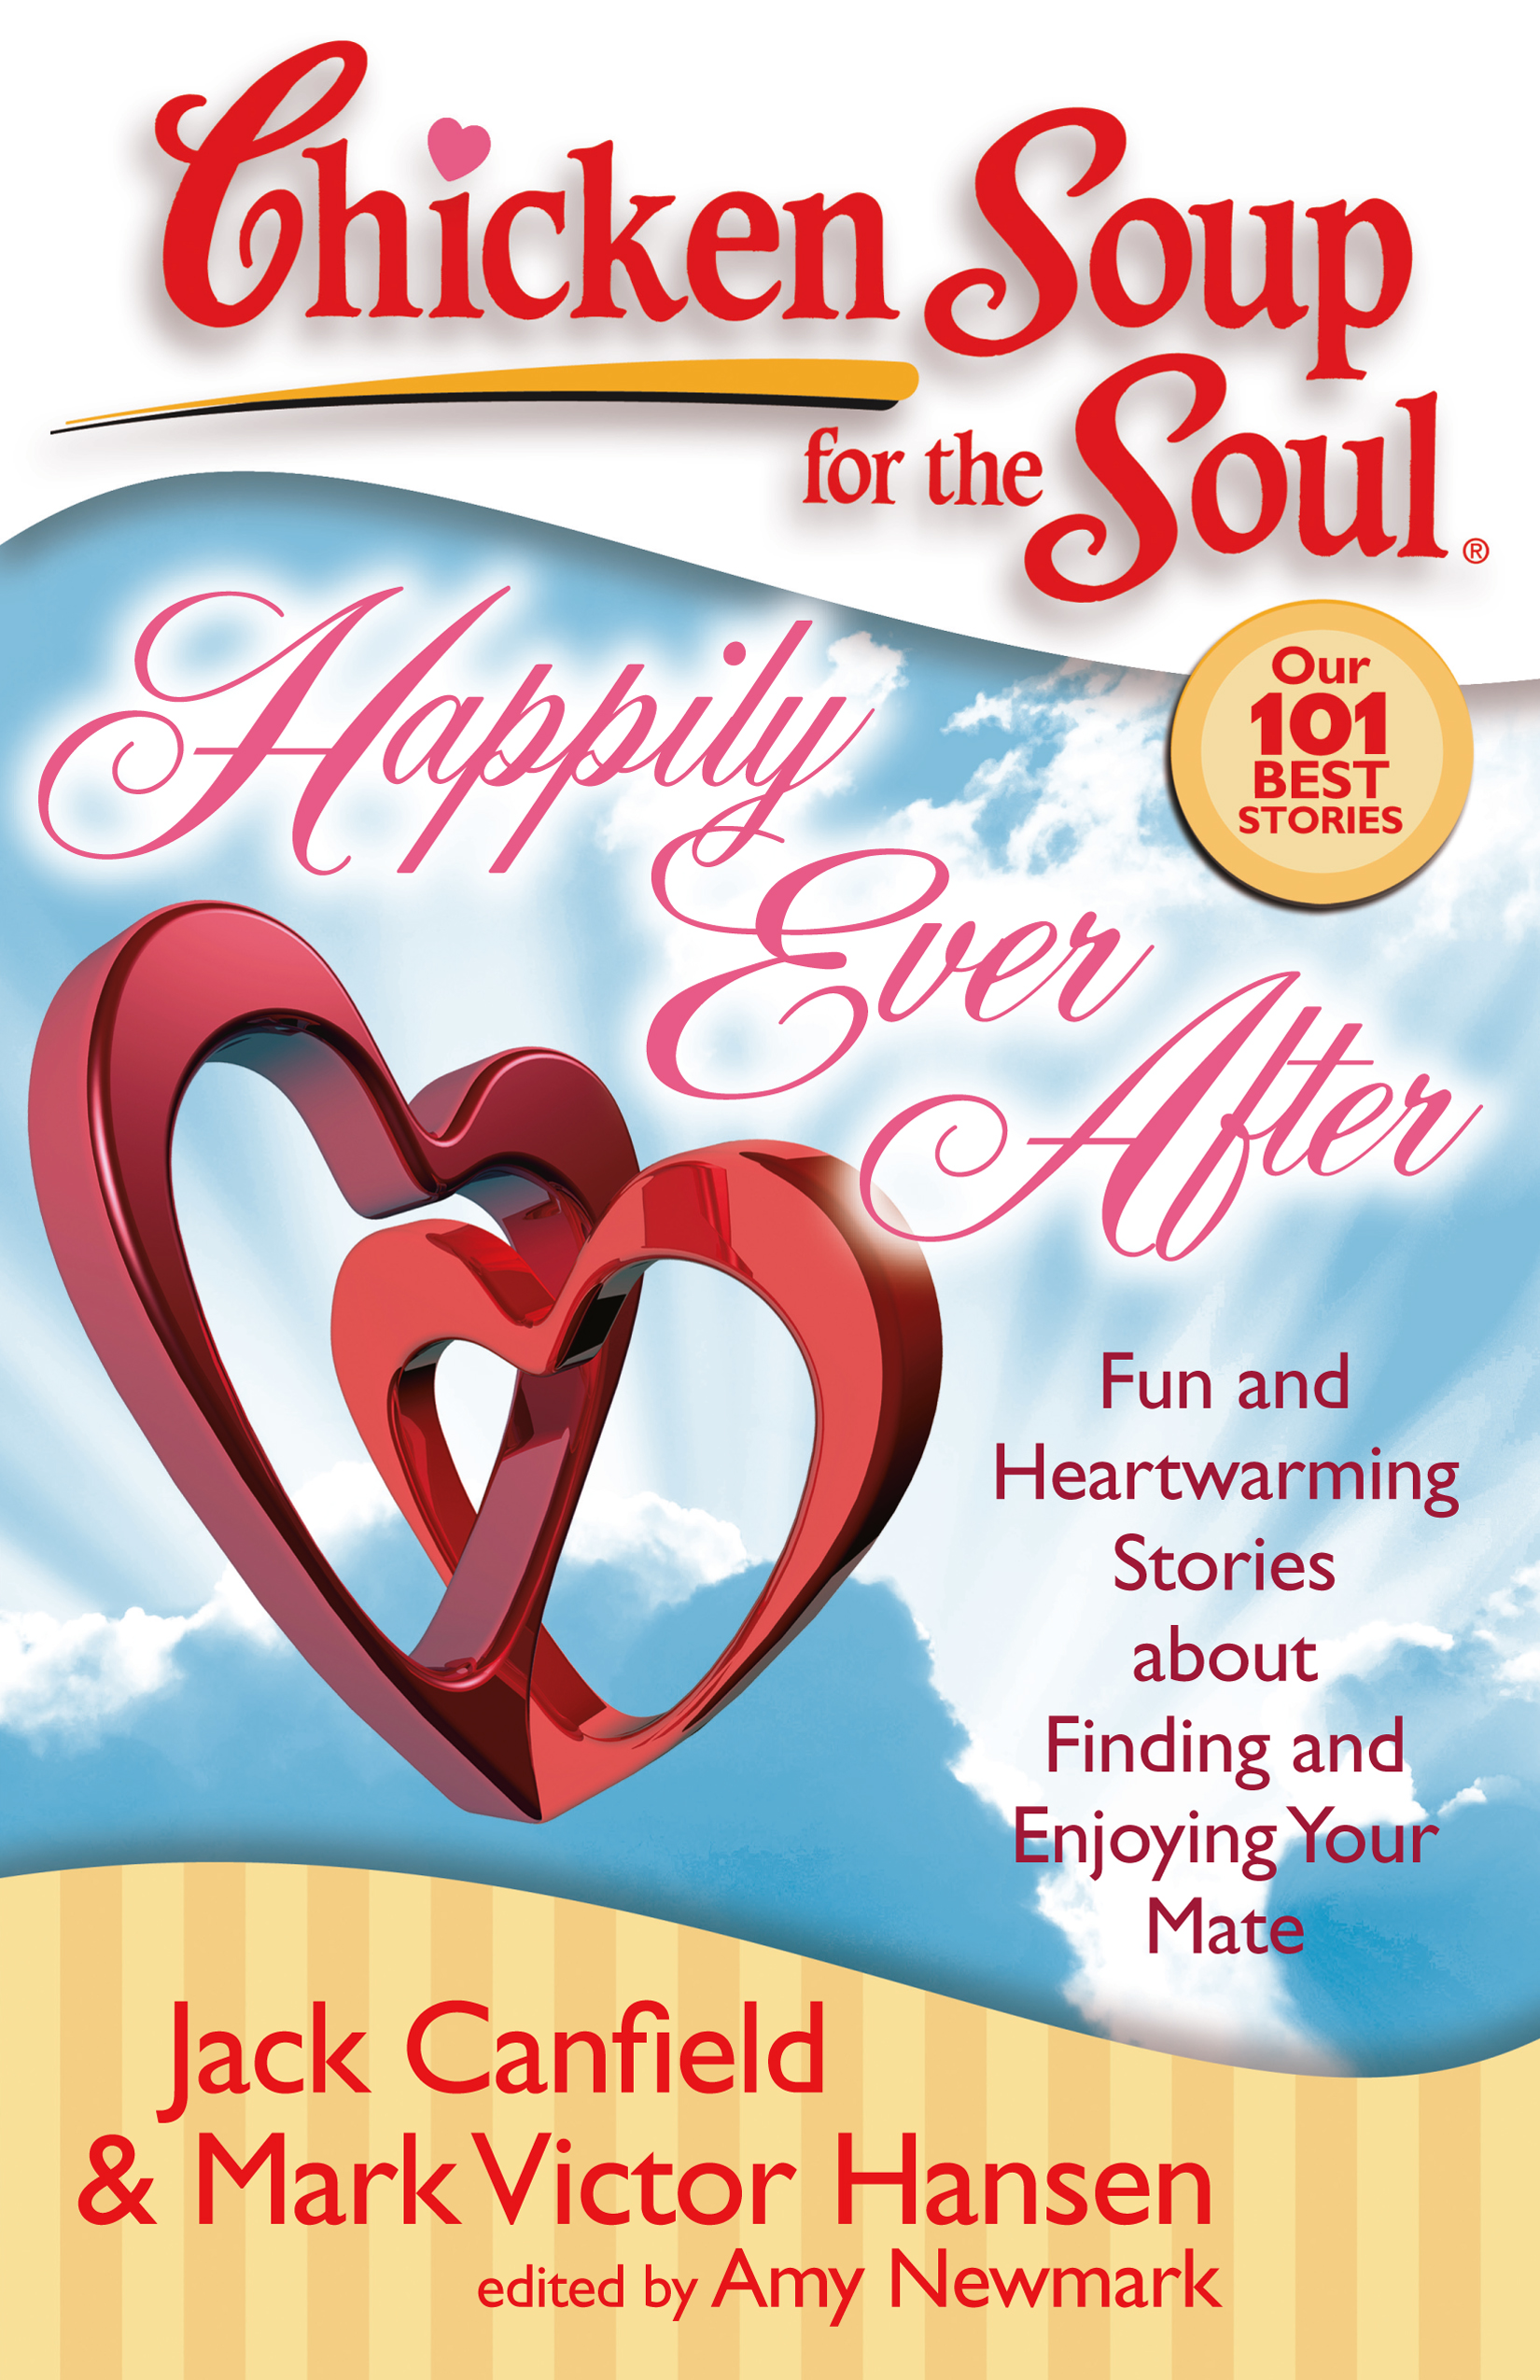 Chicken Soup
for the Soul®
Our
101
BEST
STORIES
Happily
Ever
After
Fun and
Heartwarming
Stories
about
Finding and
Enjoying Your
Mate
Jack Canfield
& Mark Victor Hansen
edited by Amy Newmark